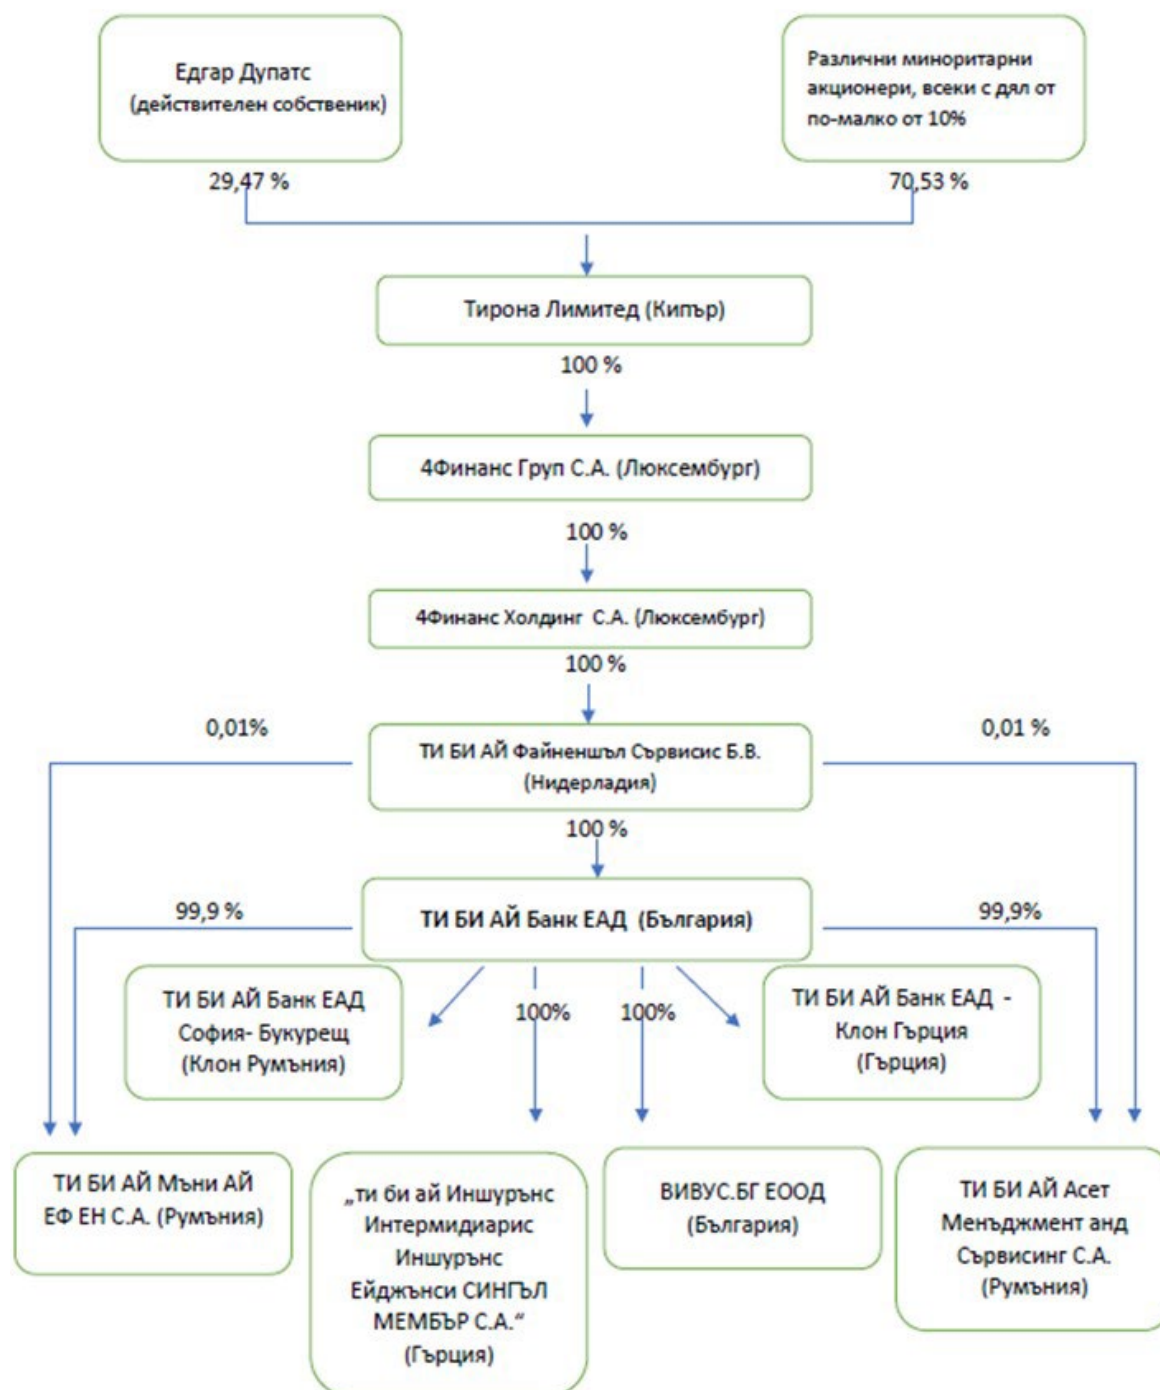 Едгар Дупатс
(действителен собственик)
Различни миноритарни
акционери, всеки с дял от
по-малко от 10%
29,47 %
70,53 %
Тирона Лимитед (Кипър)
100 %
4Финанс Груп С.А. (Люксембург)
100 %
4Финанс Холдинг С.А. (Люксембург)
100 %
0,01%
0,01 %
ТИ БИ АЙ Файненшъл Сървисис Б.В.
(Нидерладия)
100 %
99,9 %
99,9%
ТИ БИ АЙ Банк ЕАД (България)
ТИ БИ АЙ Банк ЕАД
София- Букурещ
(Клон Румъния)
100%
100%
ТИ БИ АЙ Банк ЕАД -
Клон Гърция
(Гърция)
ТИ БИ АЙ Мъни АЙ
ЕФ ЕН С.А. (Румъния)
„ти би ай Иншурънс
Интермидиарис
Иншурънс
Ейджънси СИНГЪЛ
МЕМБЪР С.А.“
(Гърция)
ВИВУС.БГ ЕООД
(България)
ТИ БИ АЙ Асет
Менъджмент анд
Сървисинг С.А.
(Румъния)